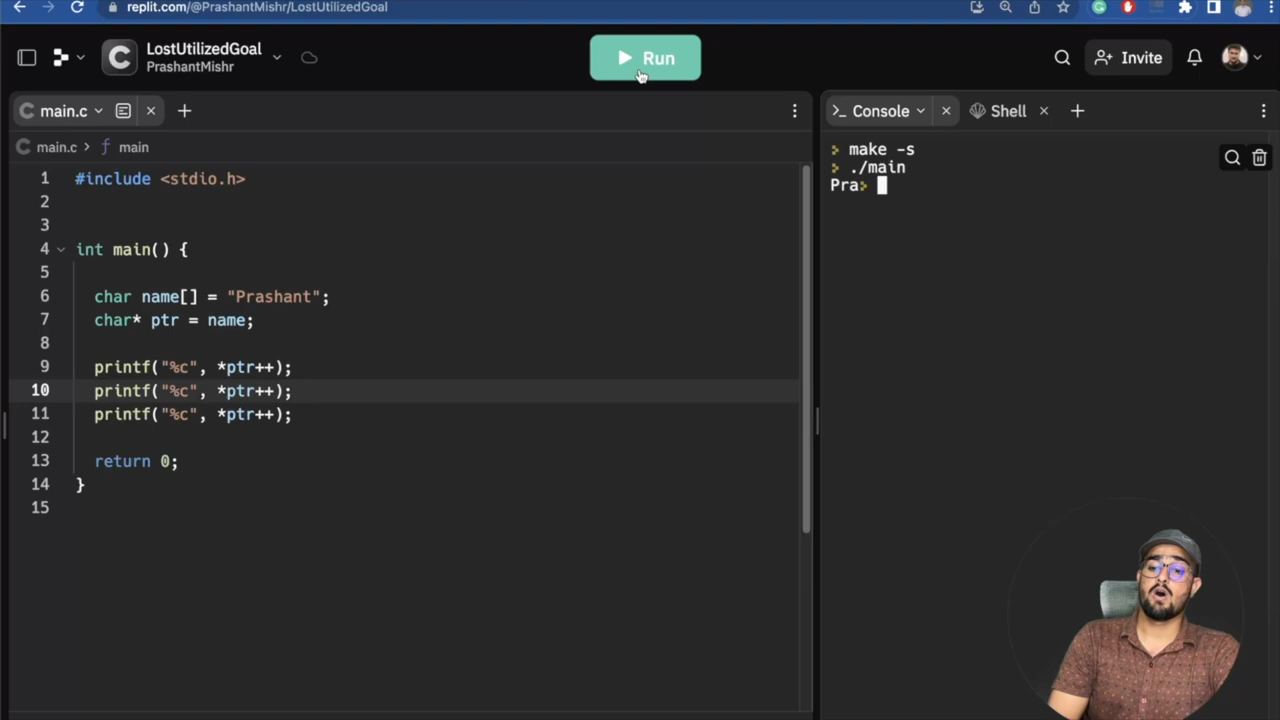 replit.com/@PrashantMishr/LostUtilizedGoal
LostUtilizedGoal
PrashantMishr
Run
Invite
main.c
main.c > main
1 #include <stdio.h>
2
3
4 int main() {
5
6 char name[] = "Prashant";
7 char* ptr = name;
8
9 printf("%c", *ptr++);
10 printf("%c", *ptr++);
11 printf("%c", *ptr++);
12
13 return 0;
14 }
15
>_ Console
Shell
> make -s
> ./main
Pra>